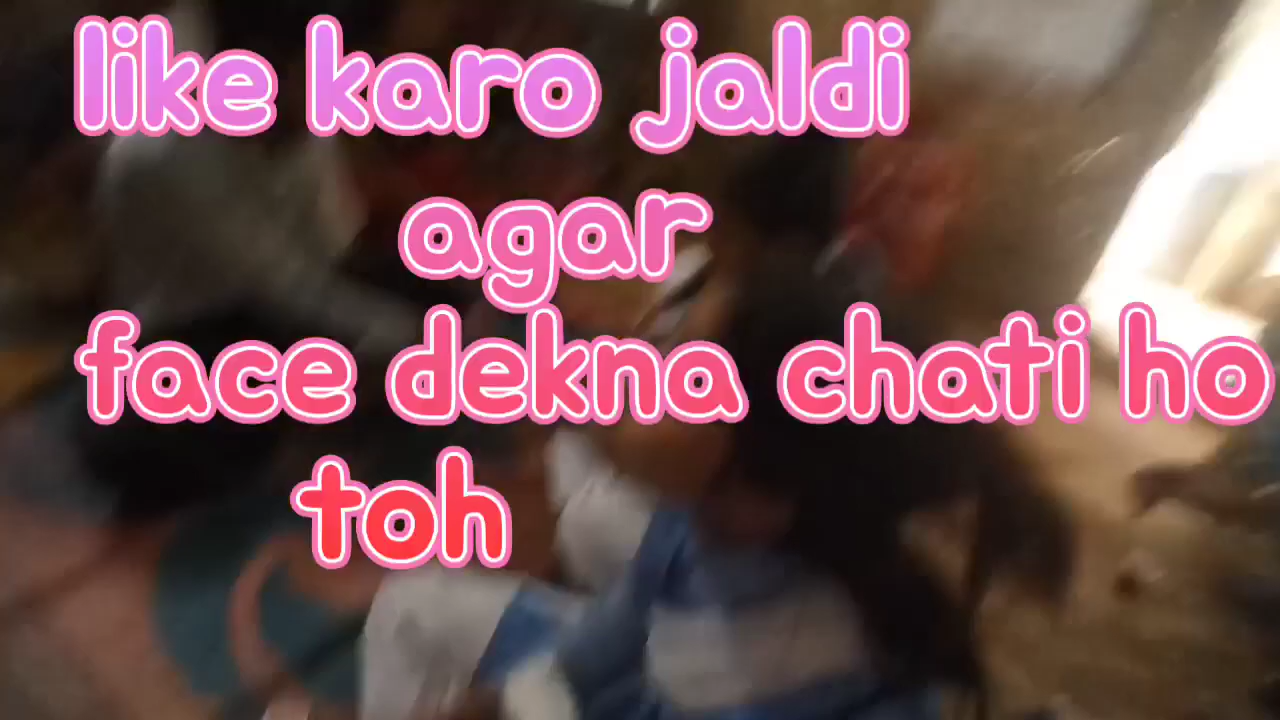 like karo jaldi
agar
face dekna chati ho
toh